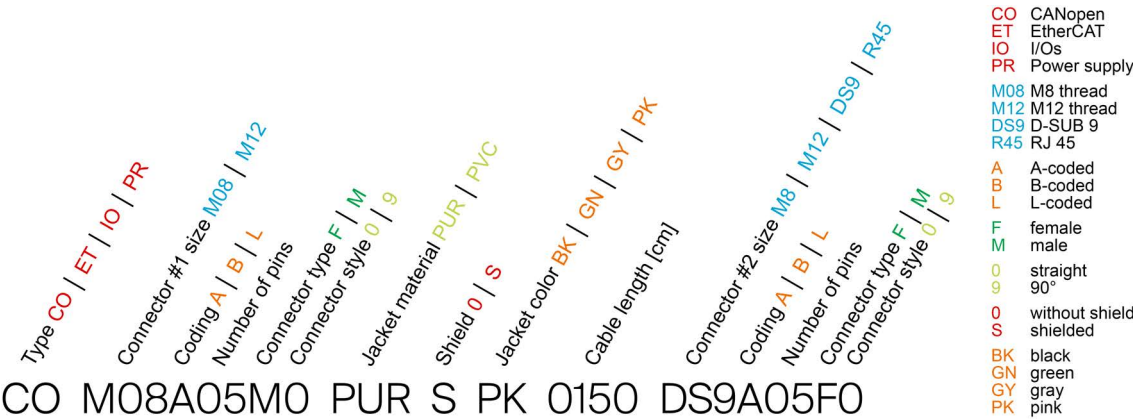 Type CO | ET | IO | PR
Connector #1 size M08 | M12
Coding A | B | L
Number of pins
Connector type F | M
Connector style 0 | 9
Jacket material PUR | PVC
Shield 0 | S
Jacket color BK | GN | GY | PK
Cable length [cm]
Connector #2 size M8 | M12 | DS9 | R45
Coding A | B | L
Number of pins
Connector type F | M
Connector style 0 | 9
CO M08A05M0 PUR S PK 0150 DS9A05F0
CO CANopen
ET EtherCAT
IO I/Os
PR Power supply
M08 M8 thread
M12 M12 thread
DS9 D-SUB 9
R45 RJ 45
A A-coded
B B-coded
L L-coded
F female
M male
0 straight
9 90°
0 without shield
S shielded
BK black
GN green
GY gray
PK pink